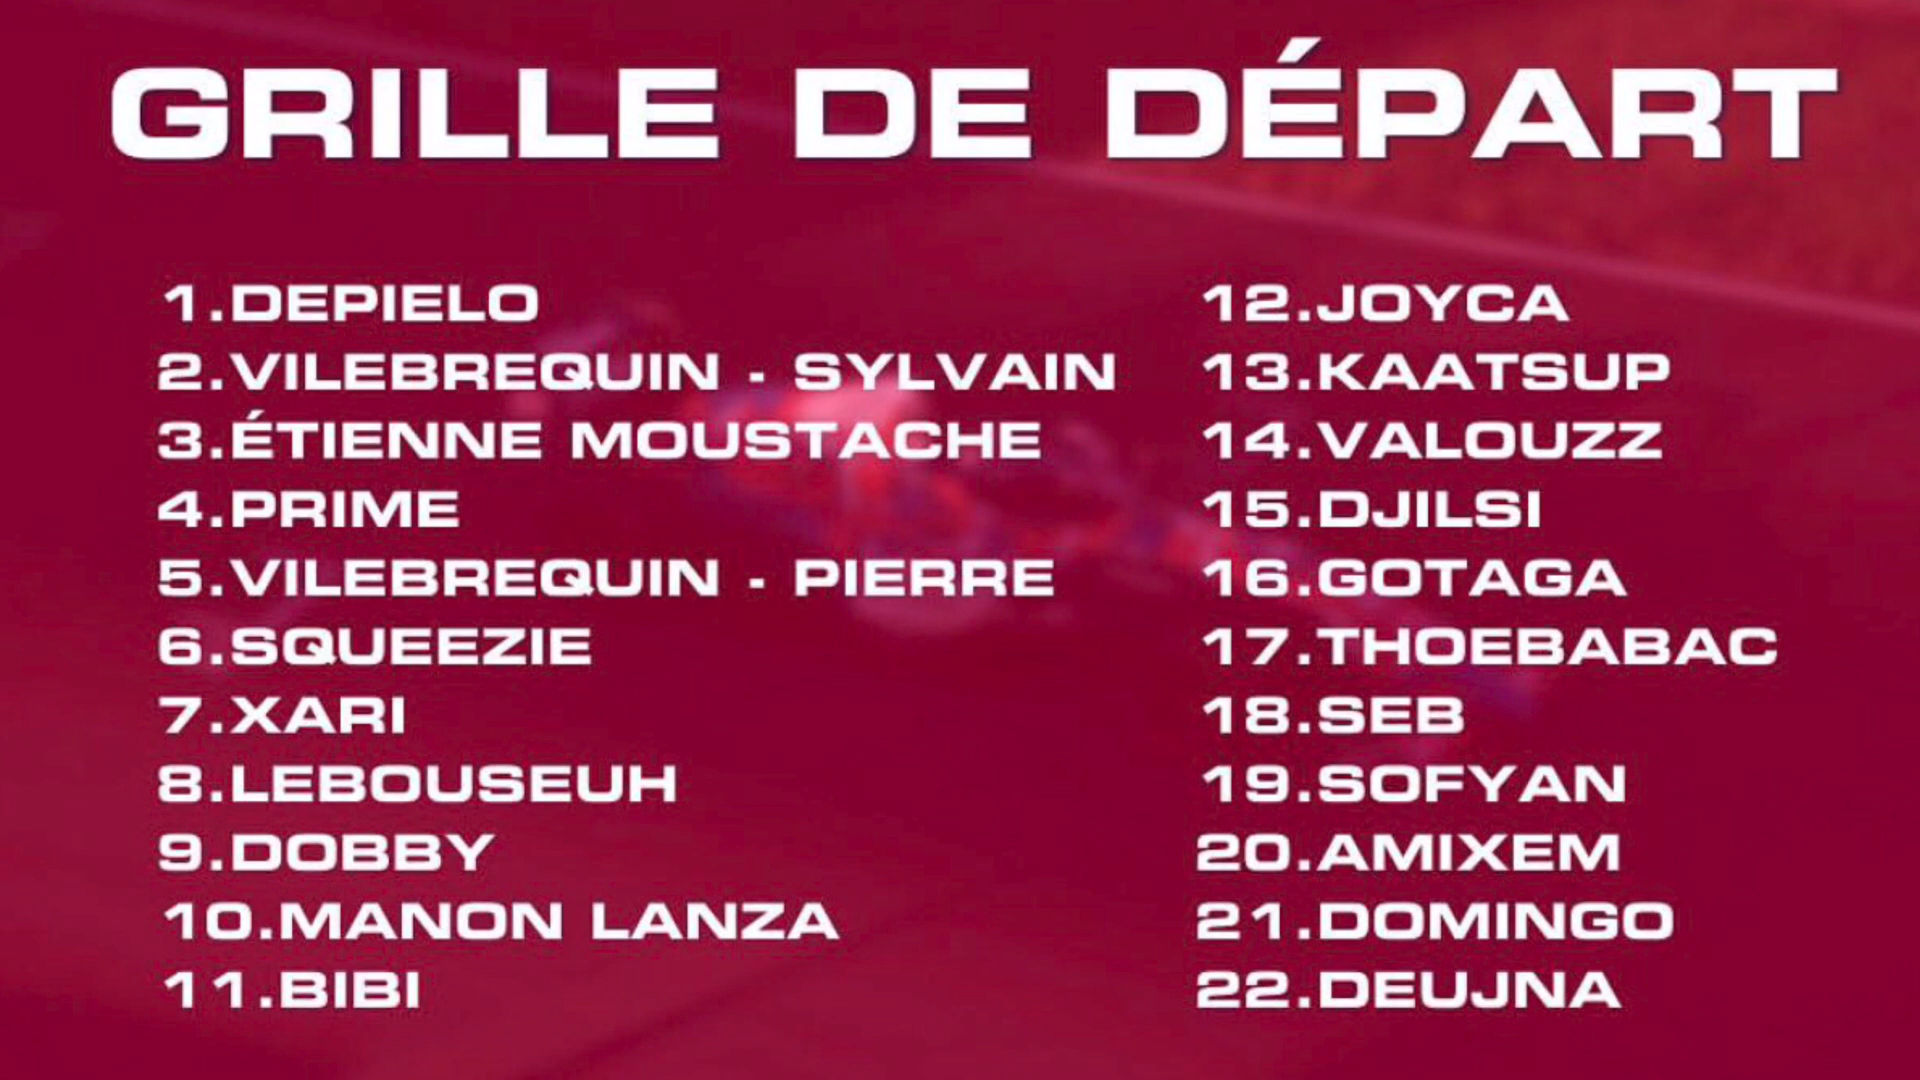 GRILLE DE DÉPART
1.DEPIELO
2.VILEBREQUIN - SYLVAIN
3.ÉTIENNE MOUSTACHE
4.PRIME
5.VILEBREQUIN - PIERRE
6.SQUEEZIE
7.XARI
8.LEBOUSEUH
9.DOBBY
10.MANON LANZA
11.BIBI
12.JOYCA
13.KAATSUP
14.VALOUZZ
15.DJILSI
16.GOTAGA
17.THOEBABAC
18.SEB
19.SOFYAN
20.AMIXEM
21.DOMINGO
22.DEUJNA